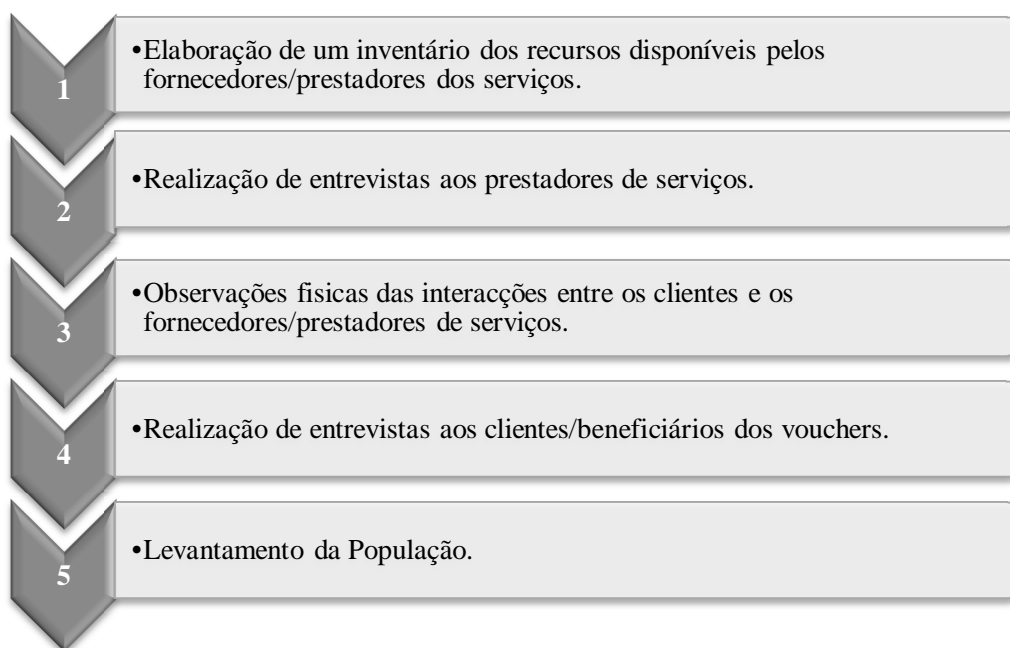 1
•Elaboração de um inventário dos recursos disponíveis pelos
fornecedores/prestadores dos serviços.
2
•Realização de entrevistas aos prestadores de serviços.
3
•Observações fisicas das interacções entre os clientes e os
fornecedores/prestadores de serviços.
4
•Realização de entrevistas aos clientes/beneficiários dos vouchers.
5
•Levantamento da População.